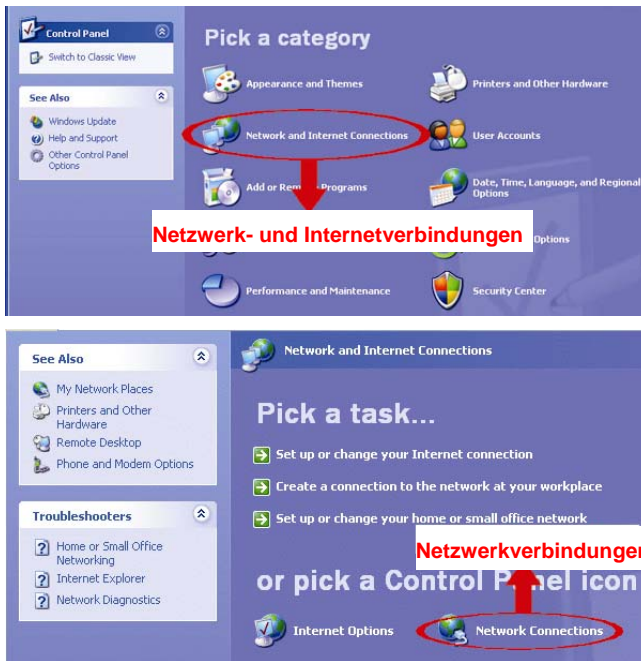 Control Panel
Switch to Classic View
See Also
Windows Update
Help and Support
Other Control Panel
Options
Pick a category
Appearance and Themes
Printers and Other Hardware
Network and Internet Connections
User Accounts
Add or Programs
Date, Time, Language, and Regional
Options
Netzwerk- und Internetverbindungen
Options
Performance and Maintenance
Security Center
See Also
My Network Places
Printers and Other
Hardware
Remote Desktop
Phone and Modem Options
Troubleshooters
Home or Small Office
Networking
Internet Explorer
Network Diagnostics
Network and Internet Connections
Pick a task...
Set up or change your Internet connection
Create a connection to the network at your workplace
Set up or change your home or small office network
Netzwerkverbindungen
or pick a Control Panel icon
Internet Options
Network Connections